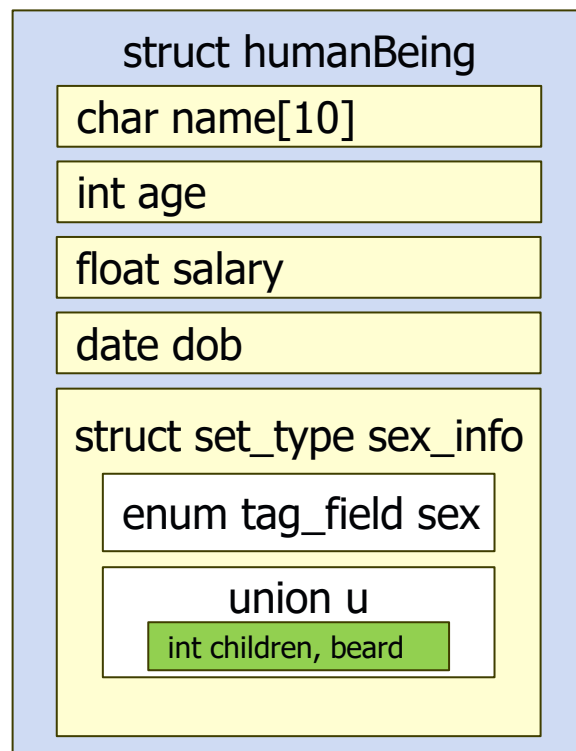 struct humanBeing
char name[10]
int age
float salary
date dob
struct set_type sex_info
enum tag_field sex
union u
int children, beard